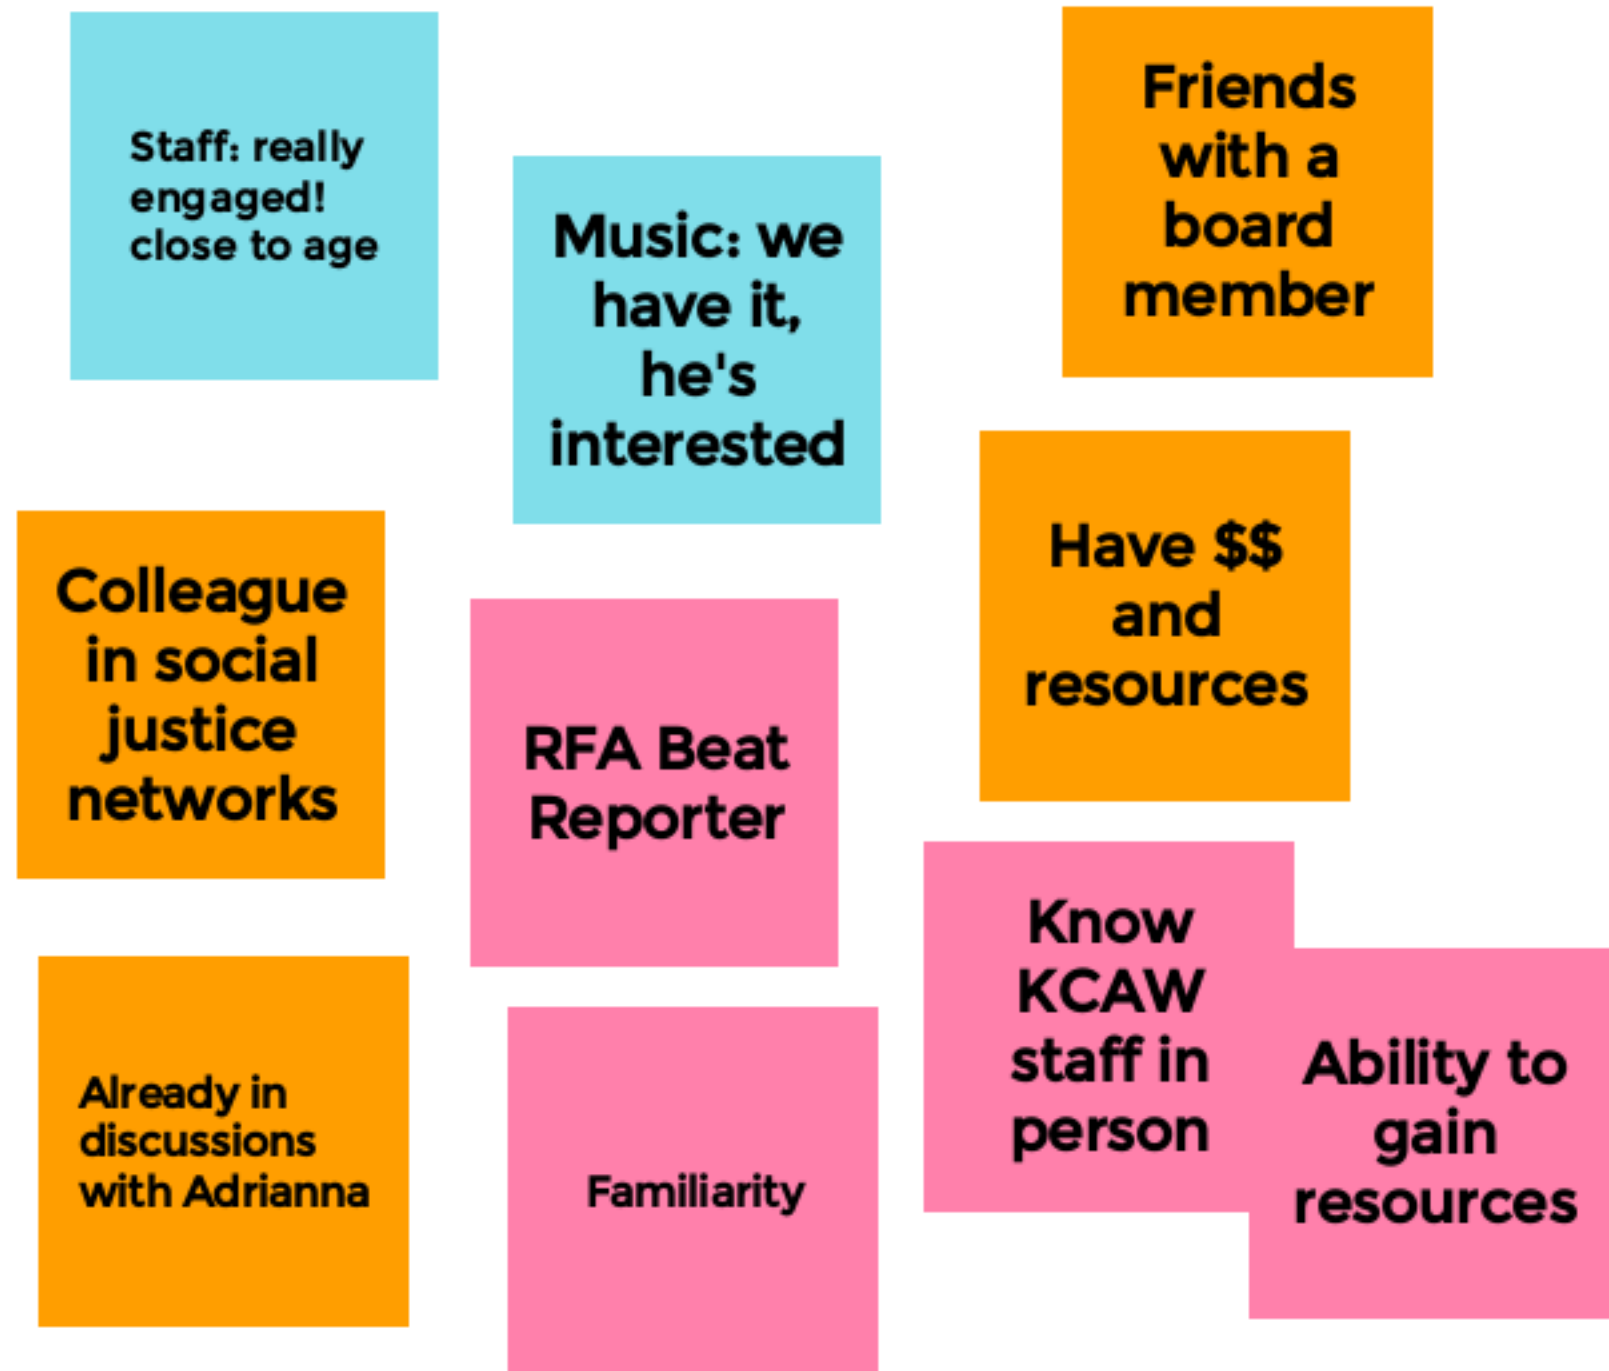 Staff: really
engaged!
close to age
Music: we
have it,
he's
interested
Friends
with a
board
member
Colleague
in social
justice
networks
RFA Beat
Reporter
Have $$
and
resources
Already in
discussions
with Adrianna
Familiarity
Know
KCAW
staff in
person
Ability to
gain
resources